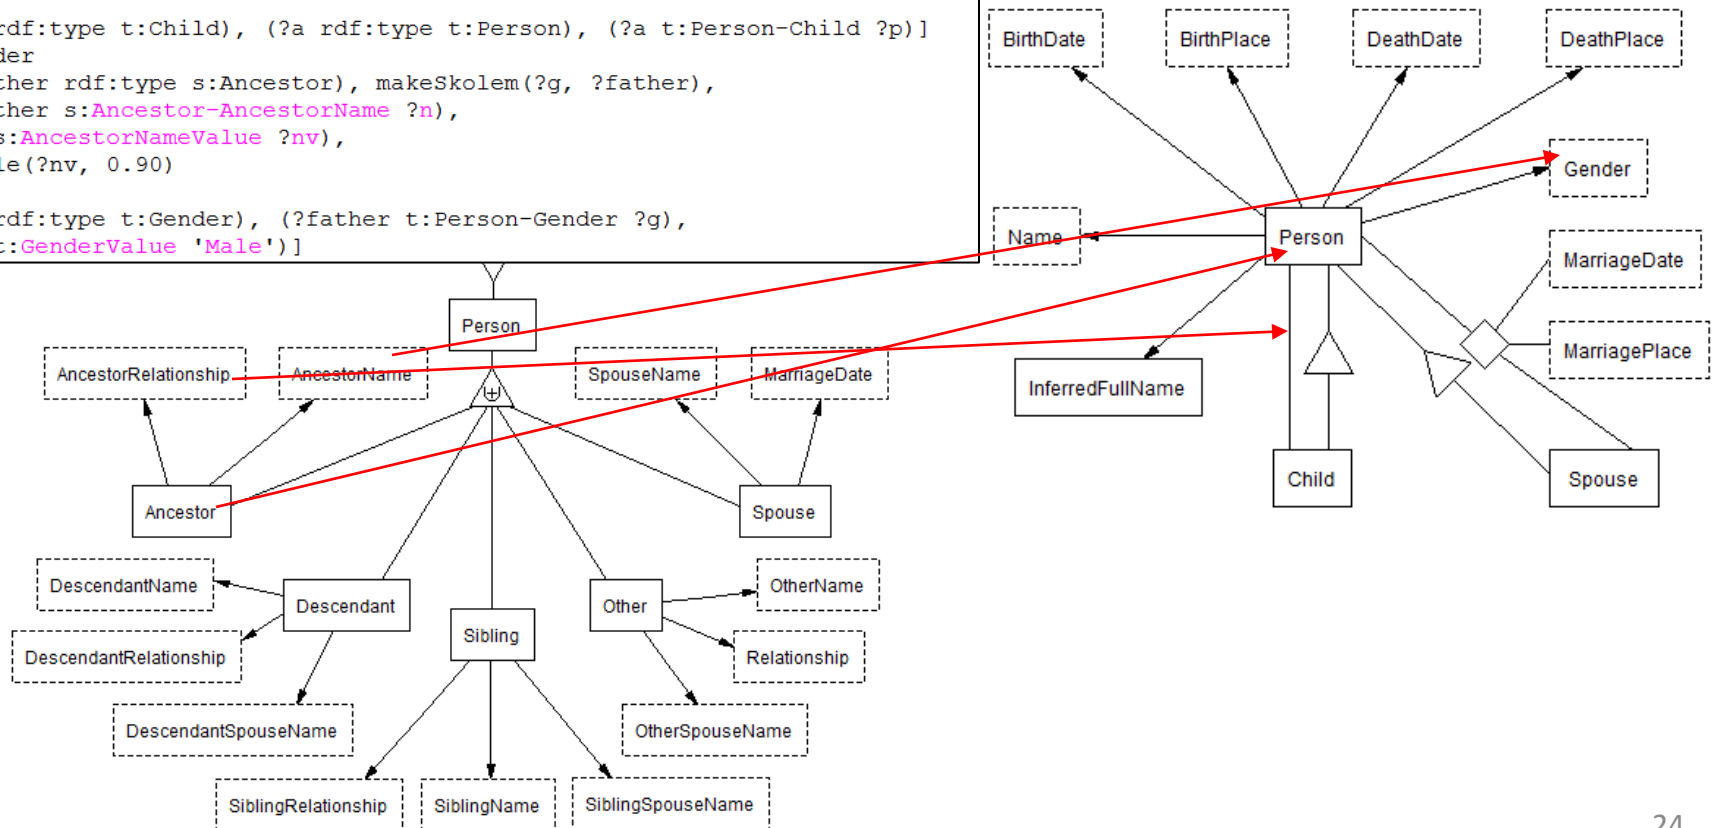 rdf:type t:Child), (?a rdf:type t:Person), (?a t:Person-Child ?p)]
der
ther rdf:type s:Ancestor), makeSkolem(?g, ?father),
ther s:Ancestor-AncestorName ?n),
s:AncestorNameValue ?nv),
le(?nv, 0.90)
rdf:type t:Gender), (?father t:Person-Gender ?g),
t:GenderValue 'Male')]
BirthDate
BirthPlace
DeathDate
DeathPlace
Gender
Name
Person
MarriageDate
MarriagePlace
InferredFullName
Child
Spouse
Person
AncestorRelationship
AncestorName
SpouseName
MarriageDate
Ancestor
Spouse
DescendantName
Descendant
Other
OtherName
Sibling
DescendantRelationship
Relationship
DescendantSpouseName
OtherSpouseName
SiblingRelationship
SiblingName
SiblingSpouseName
24